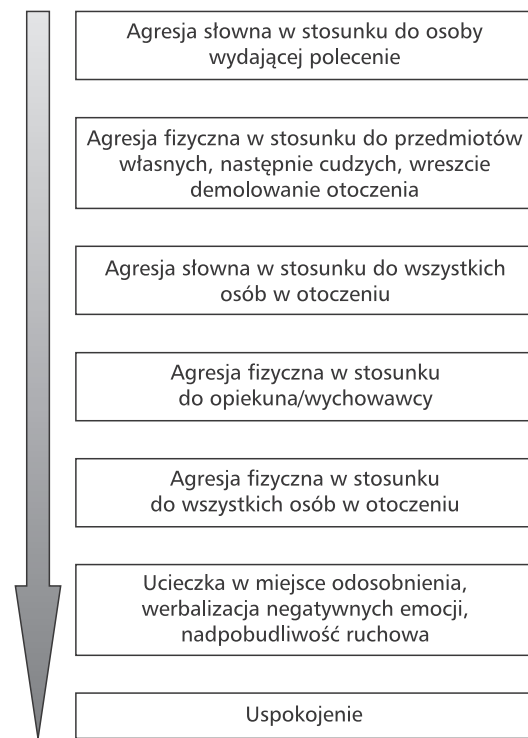 Agresja słowna w stosunku do osoby
wydającej polecenie
Agresja fizyczna w stosunku do przedmiotów
własnych, następnie cudzych, wreszcie
demolowanie otoczenia
Agresja słowna w stosunku do wszystkich
osób w otoczeniu
Agresja fizyczna w stosunku
do opiekuna/wychowawcy
Agresja fizyczna w stosunku
do wszystkich osób w otoczeniu
Ucieczka w miejsce odosobnienia,
werbalizacja negatywnych emocji,
nadpobudliwość ruchowa
Uspokojenie